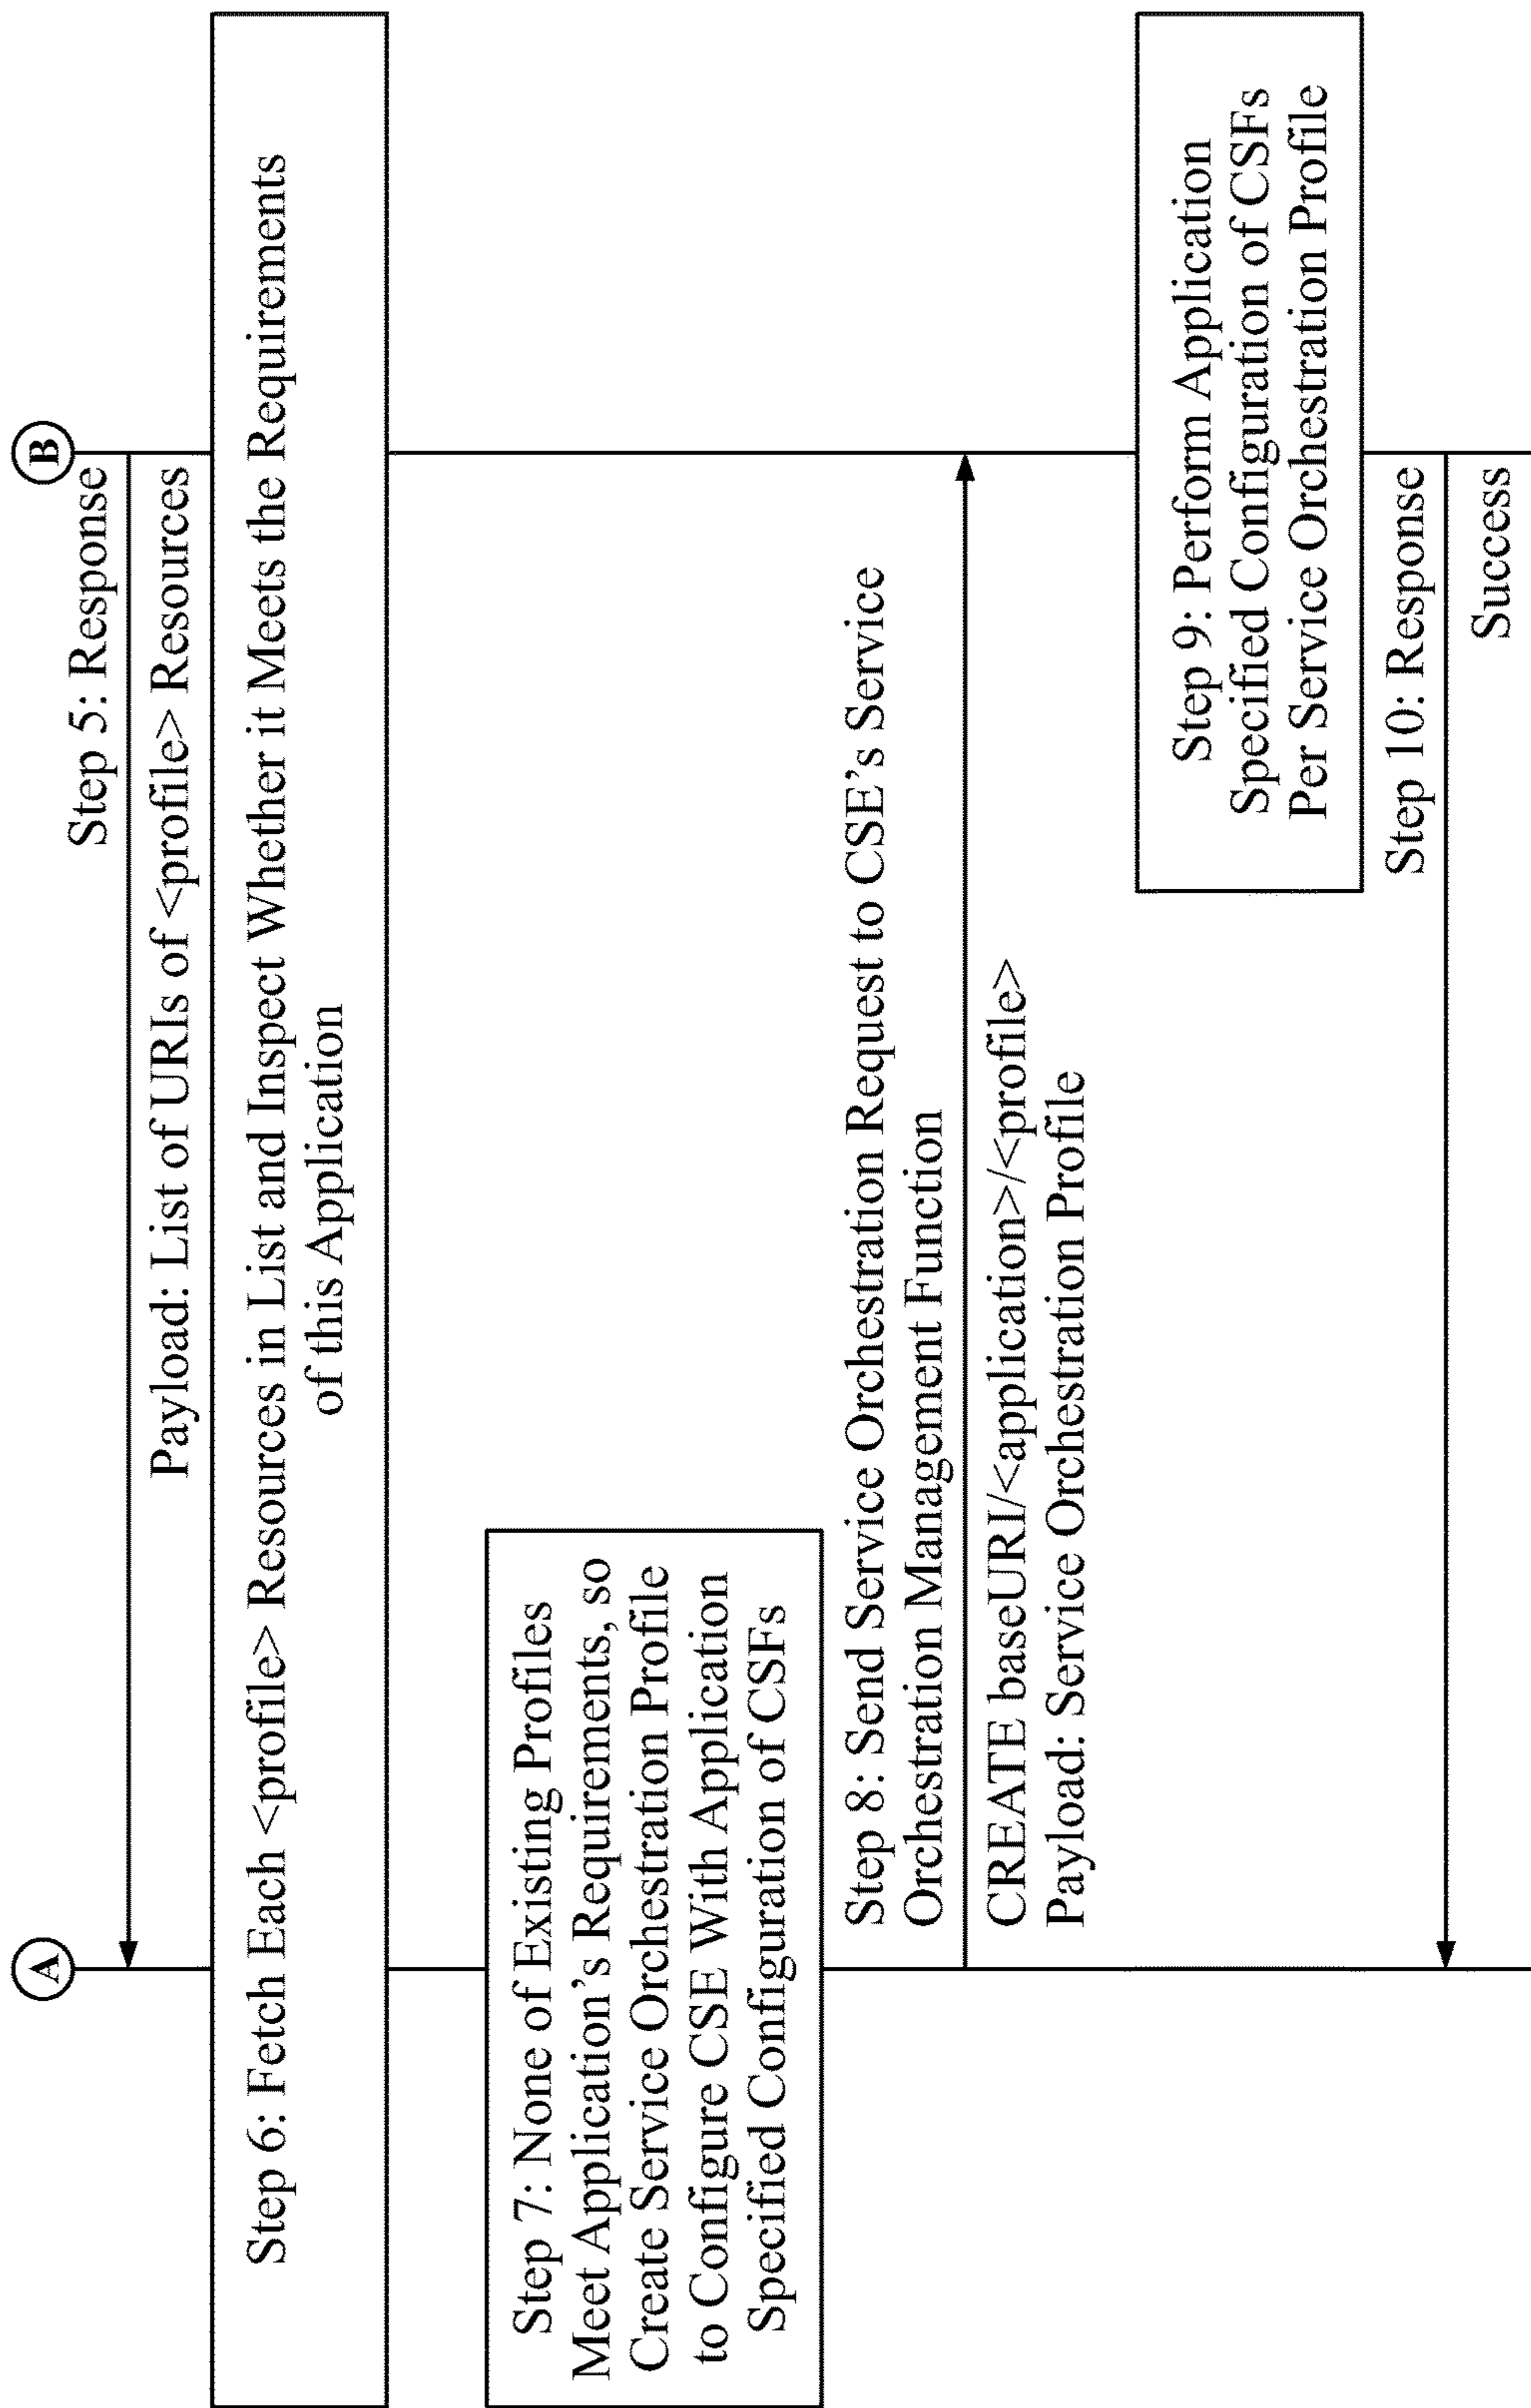 A
B
Step 5: Response
Payload: List of URIs of <profile> Resources
Step 6: Fetch Each <profile> Resources in List and Inspect Whether it Meets the Requirements
of this Application
Step 7: None of Existing Profiles
Meet Application's Requirements, so
Create Service Orchestration Profile
to Configure CSE With Application
Specified Configuration of CSFs
Step 8: Send Service Orchestration Request to CSE's Service
Orchestration Management Function
CREATE baseURI/<application>/<profile>
Payload: Service Orchestration Profile
Step 9: Perform Application
Specified Configuration of CSFs
Per Service Orchestration Profile
Step 10: Response
Success